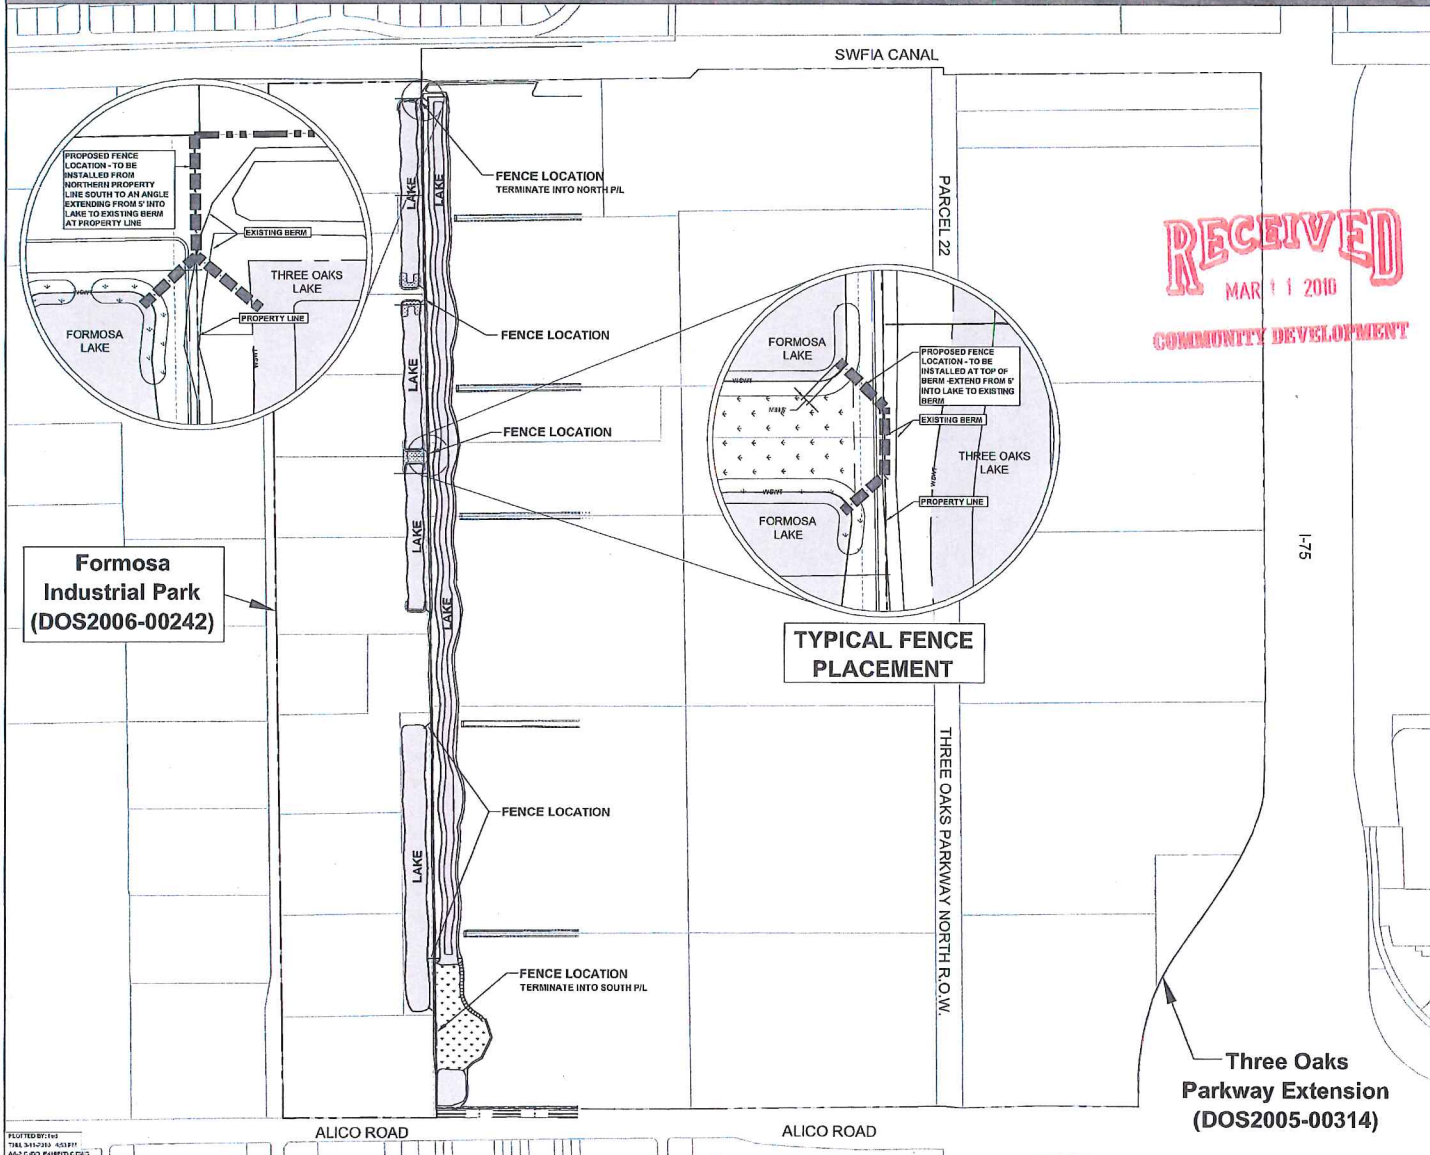 SWFIA CANAL
PROPOSED FENCE
LOCATION - TO BE
INSTALLED FROM
NORTHERN PROPERTY
LINE SOUTH TO AN ANGLE
EXTENDING FROM 5' INTO
LAKE TO EXISTING BERM
AT PROPERTY LINE
EXISTING BERM
THREE OAKS
LAKE
PROPERTY LINE
FORMOSA
LAKE
LAKE
LAKE
FENCE LOCATION
TERMINATE INTO NORTH P/L
PARCEL 22
RECEIVED
MAR 1 1 2010
COMMUNITY DEVELOPMENT
FENCE LOCATION
LAKE
FENCE LOCATION
FORMOSA
LAKE
PROPOSED FENCE
LOCATION - TO BE
INSTALLED AT TOP OF
BERM -EXTEND FROM 5'
INTO LAKE TO EXISTING
BERM
EXISTING BERM
THREE OAKS
LAKE
PROPERTY LINE
FORMOSA
LAKE
TYPICAL FENCE
PLACEMENT
LAKE
LAKE
I-75
Formosa
Industrial Park
(DOS2006-00242)
FENCE LOCATION
LAKE
THREE OAKS PARKWAY NORTH R.O.W.
FENCE LOCATION
TERMINATE INTO SOUTH P/L
Three Oaks
Parkway Extension
(DOS2005-00314)
ALICO ROAD
ALICO ROAD